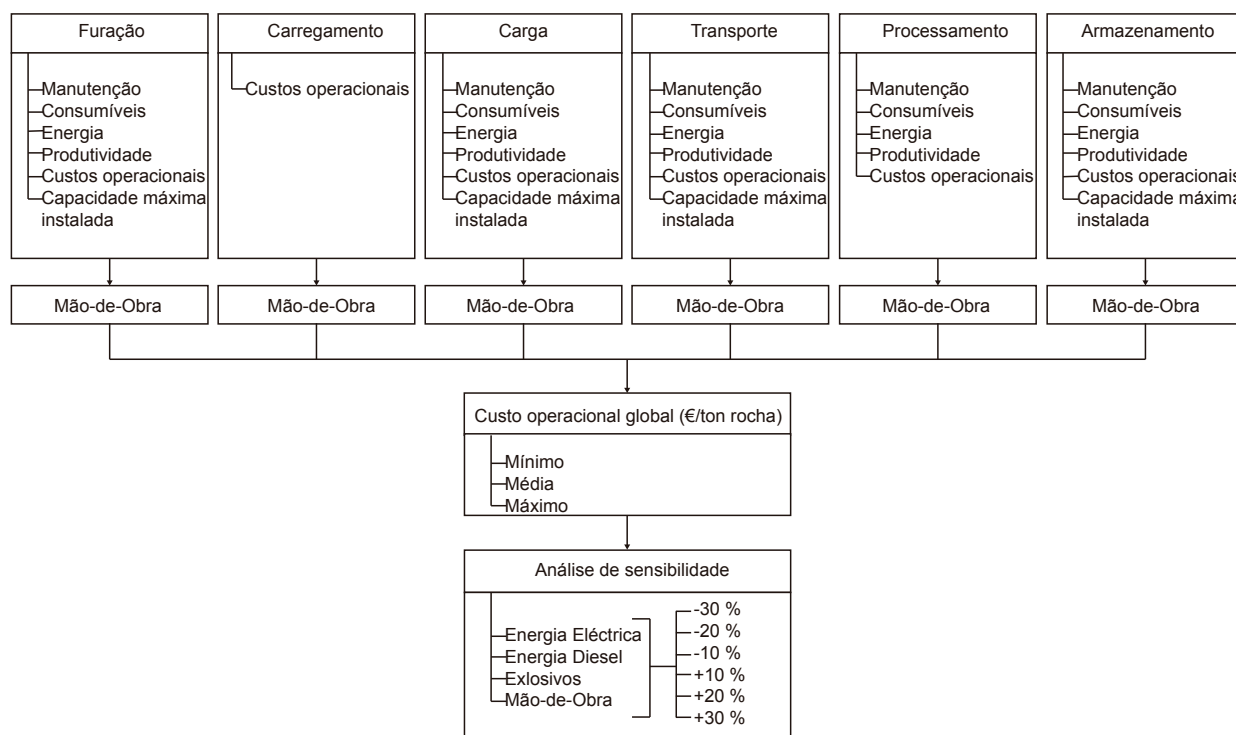 Furação
Manutenção
Consumíveis
Energia
Produtividade
Custos operacionais
Capacidade máxima
instalada
Carregamento
Custos operacionais
Carga
Manutenção
Consumíveis
Energia
Produtividade
Custos operacionais
Capacidade máxima
instalada
Transporte
Manutenção
Consumíveis
Energia
Produtividade
Custos operacionais
Capacidade máxima
instalada
Processamento
Manutenção
Consumíveis
Energia
Produtividade
Custos operacionais
Armazenamento
Manutenção
Consumíveis
Energia
Produtividade
Custos operacionais
Capacidade máxima
instalada
Mão-de-Obra
Mão-de-Obra
Mão-de-Obra
Mão-de-Obra
Mão-de-Obra
Mão-de-Obra
Custo operacional global (€/ton rocha)
Mínimo
Média
Máximo
Análise de sensibilidade
Energia Eléctrica
Energia Diesel
Exlosivos
Mão-de-Obra
-30 %
-20 %
-10 %
+10 %
+20 %
+30 %